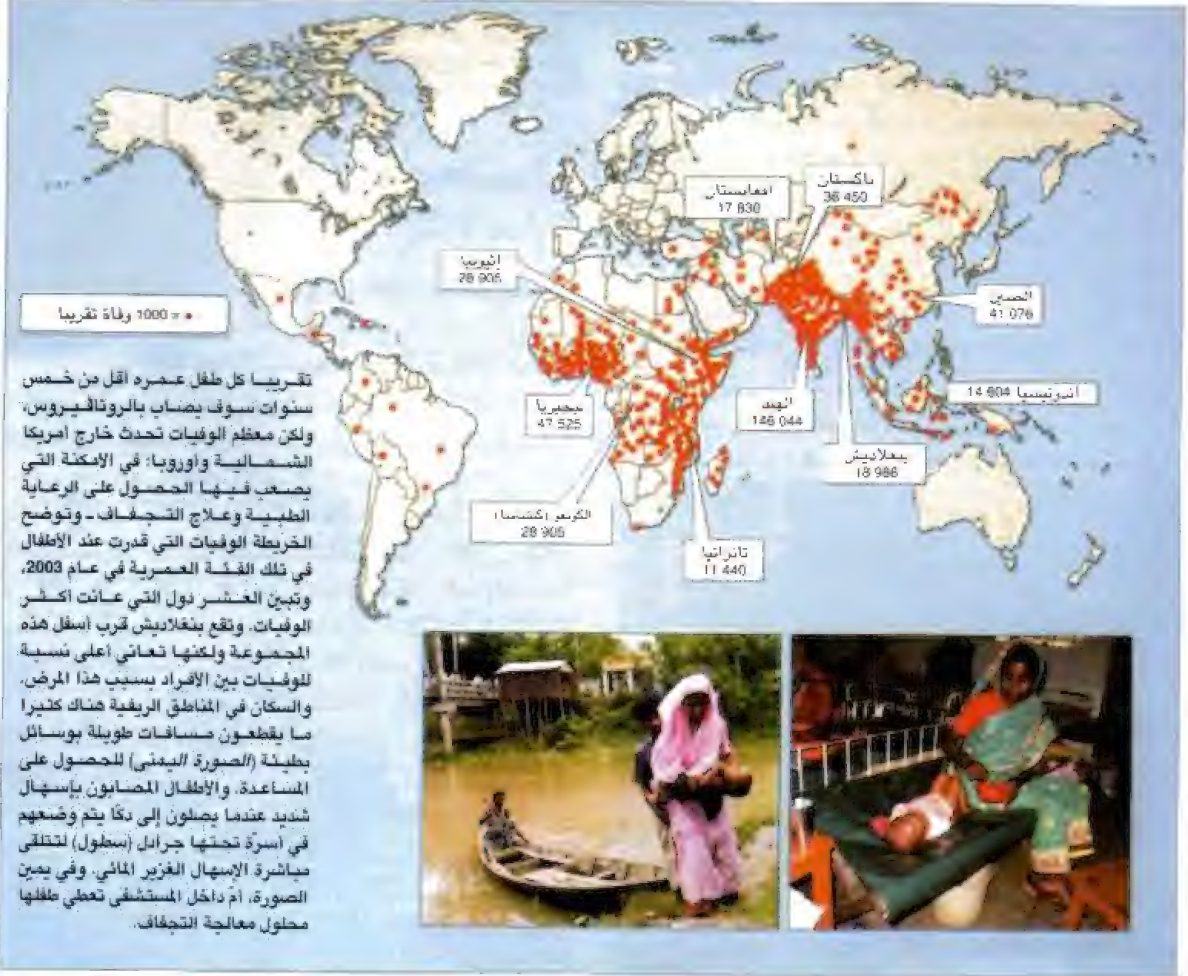 باكستان
36 450
افغانستان
17 830
إثيوبيا
28 905
الصين
41 076
● = 1000 وفاة تقريبا
اندونيسيا 14 604
نيجيريا
47 525
الهند
146 044
بنغلاديش
18 986
الكونغو (كنشاسا)
28 905
تانزانيا
11 440
تقريبا كل طفل عمره أقل من خمس
سنوات سوف يصاب بالروتاڤيروس،
ولكن معظم الوفيات تحدث خارج أمريكا
الشمالية وأوروبا: في الأمكنة التي
يصعب فيها الحصول على الرعاية
الطبية وعلاج التجفاف ـ وتوضح
الخريطة الوفيات التي قدرت عند الأطفال
في تلك الفئة العمرية في عام 2003،
وتبين العشر دول التي عانت أكثر
الوفيات. وتقع بنغلاديش قرب أسفل هذه
المجموعة ولكنها تعاني أعلى نسبة
للوفيات بين الأفراد بسبب هذا المرض.
والسكان في المناطق الريفية هناك كثيرا
ما يقطعون مسافات طويلة بوسائل
بطيئة (الصورة اليمنى) للحصول على
المساعدة. والأطفال المصابون بإسهال
شديد عندما يصلون إلى دكّا يتم وَضْعهم
في أسرّة تحتها جرادل (سطول) لتتلقى
مباشرة الإسهال الغزير المائي. وفي يمين
الصورة، أمّ داخل المستشفى تعطي طفلها
محلول معالجة التجفاف.